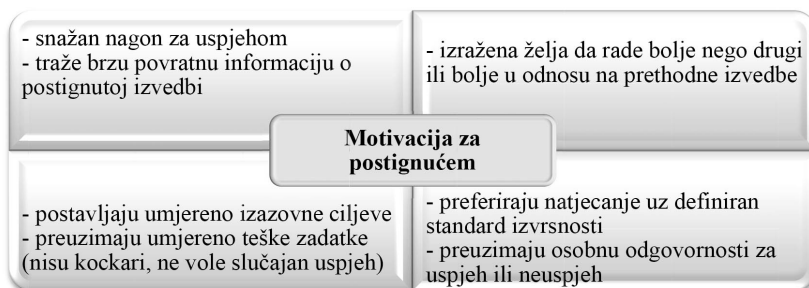 - snažan nagon za uspjehom
- traže brzu povratnu informaciju o
postignutoj izvedbi
- izražena želja da rade bolje nego drugi
ili bolje u odnosu na prethodne izvedbe
Motivacija za
postignućem
- postavljaju umjereno izazovne ciljeve
- preuzimaju umjereno teške zadatke
(nisu kockari, ne vole slučajan uspjeh)
- preferiraju natjecanje uz definiran
standard izvrsnosti
- preuzimaju osobnu odgovornosti za
uspjeh ili neuspjeh